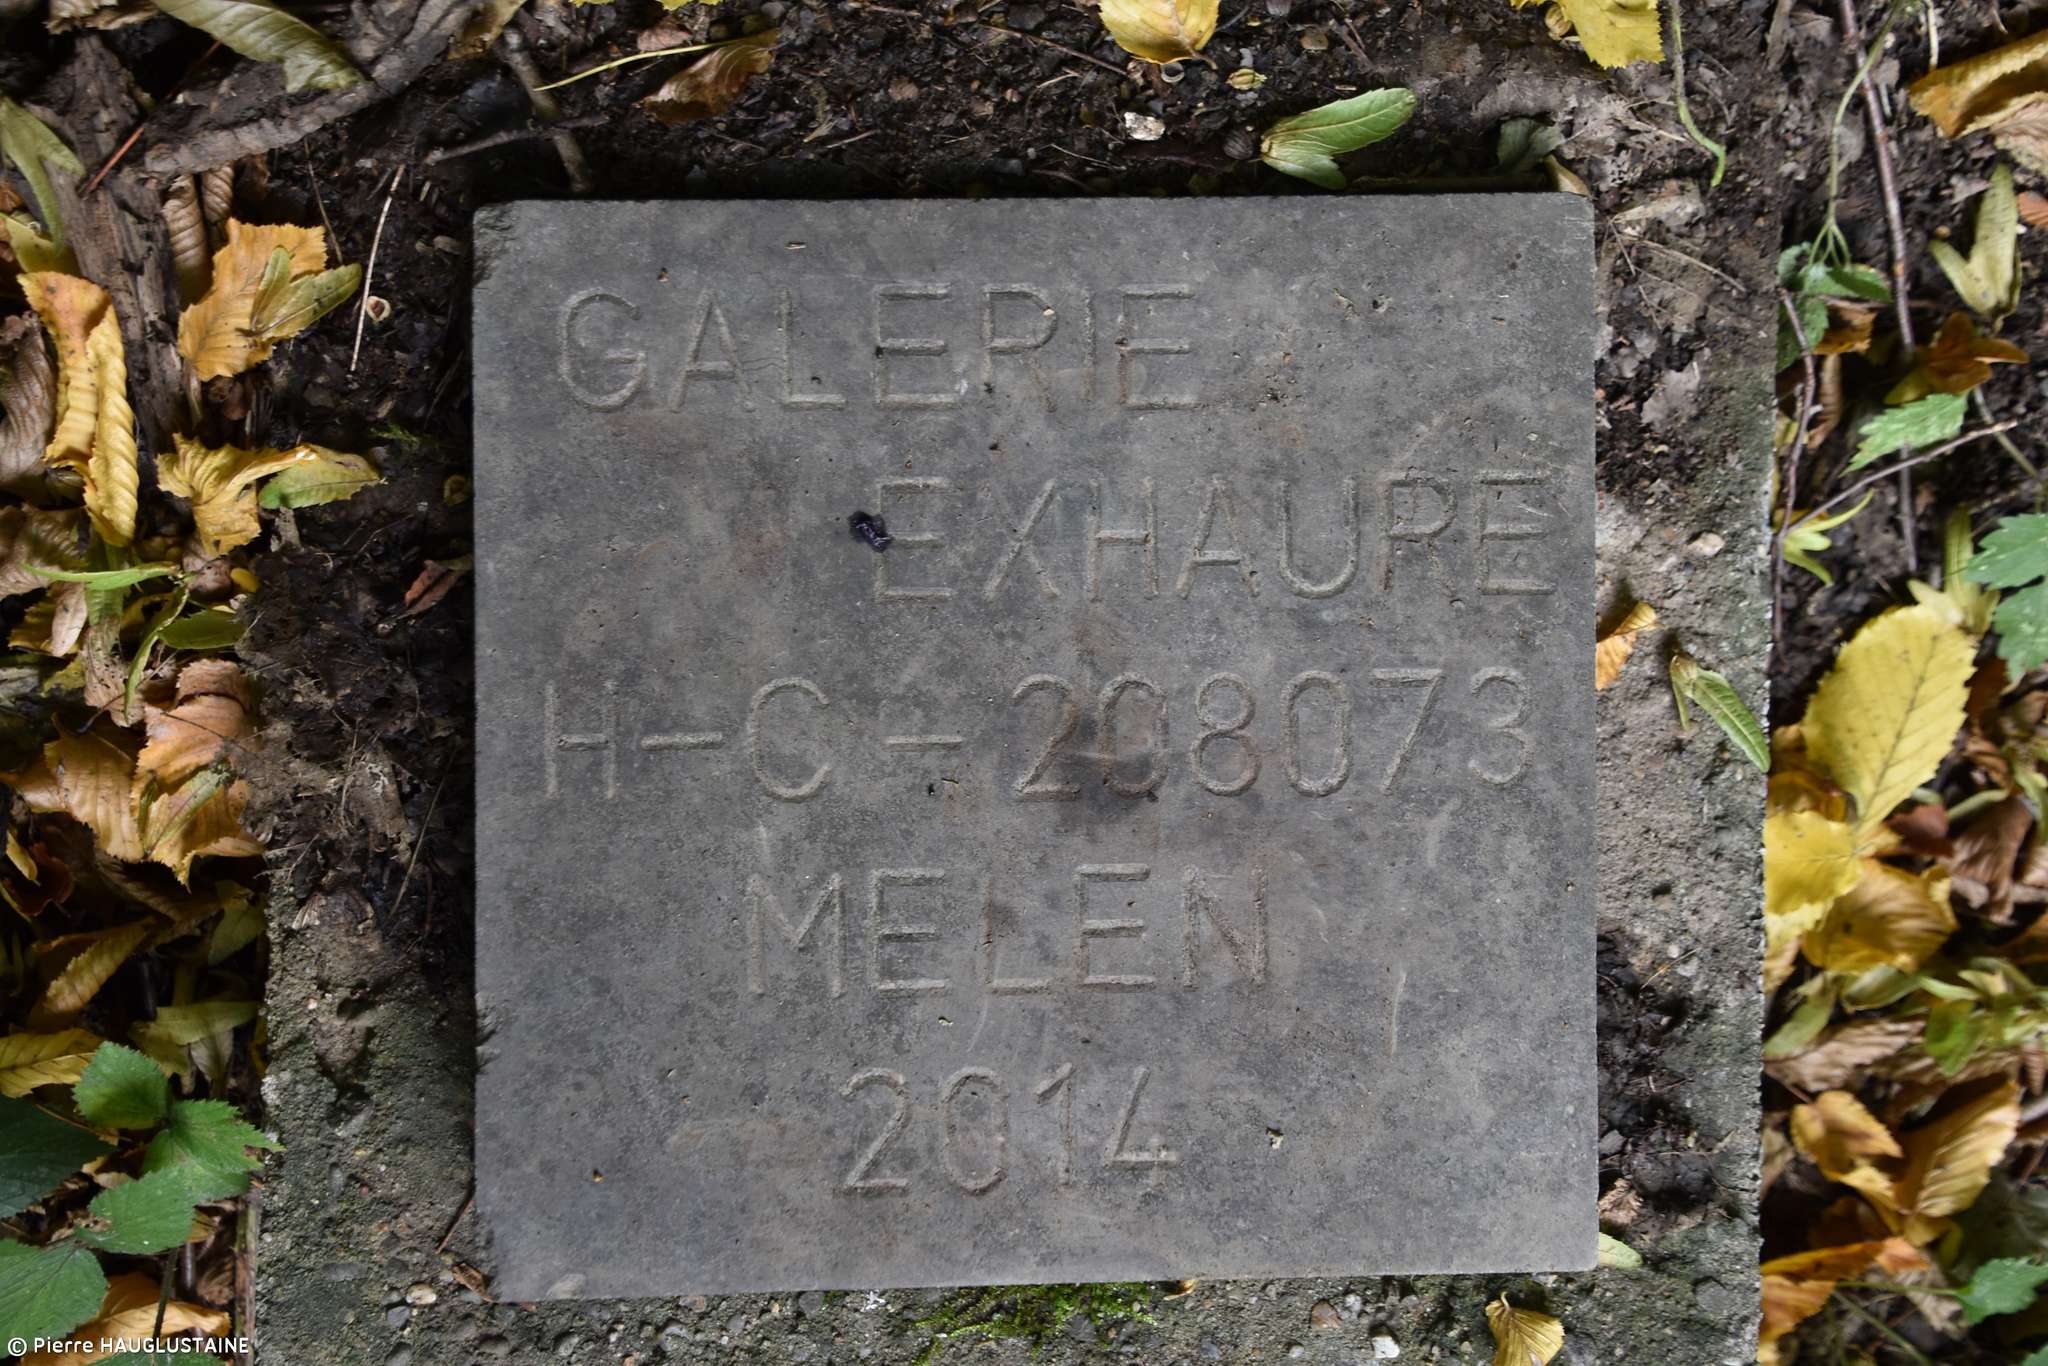 GALERIE
EXHAURE
H-C-208073
MELEN
2014
© Pierre HAUGLUSTAINE